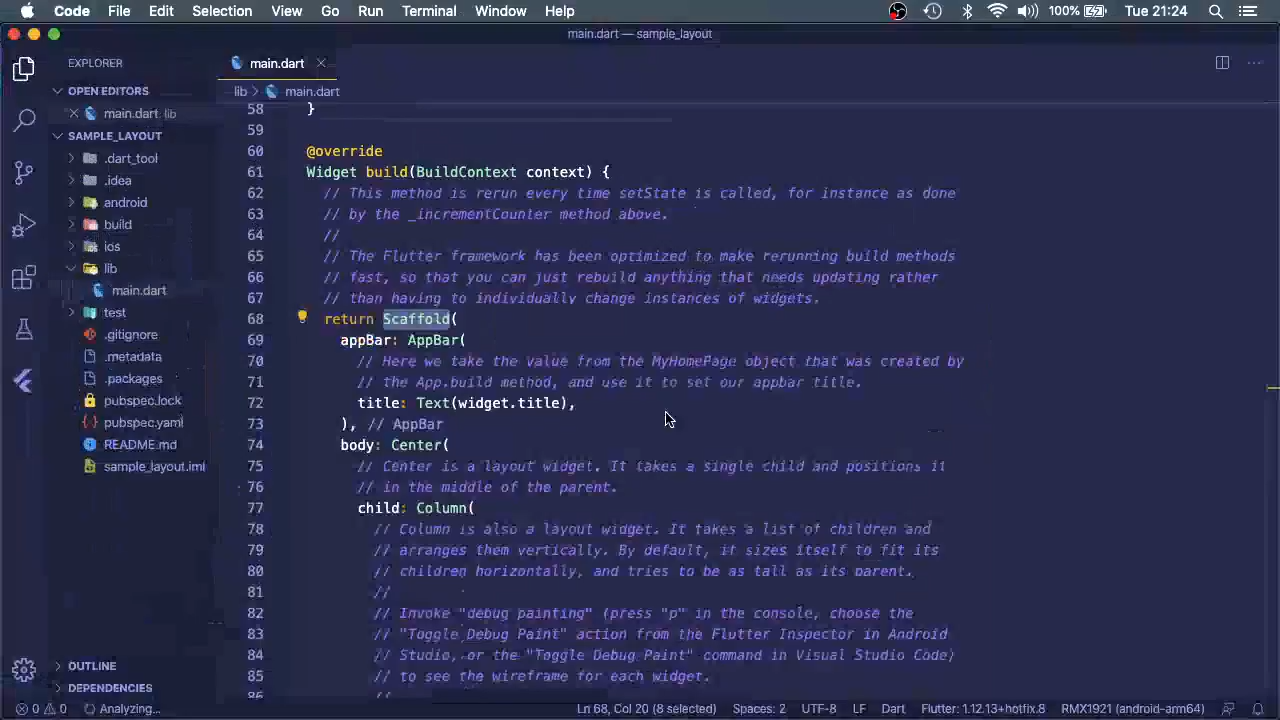 Code File Edit Selection View Go Run Terminal Window Help 100% Tue 21:24
main.dart — sample_layout
EXPLORER
main.dart
OPEN EDITORS
lib main.dart
main.dart lib
SAMPLE_LAYOUT
.dart_tool
.idea
android
build
ios
lib
main.dart
test
.gitignore
.metadata
.packages
pubspec.lock
pubspec.yaml
README.md
sample_layout.iml
OUTLINE
DEPENDENCIES
58 }
59
60 @override
61 Widget build(BuildContext context) {
62 // This method is rerun every time setState is called, for instance as done
63 // by the _incrementCounter method above.
64 //
65 // The Flutter framework has been optimized to make rerunning build methods
66 // fast, so that you can just rebuild anything that needs updating rather
67 // than having to individually change instances of widgets.
68 return Scaffold(
69 appBar: AppBar(
70 // Here we take the value from the MyHomePage object that was created by
71 // the App.build method, and use it to set our appbar title.
72 title: Text(widget.title),
73 ), // AppBar
74 body: Center(
75 // Center is a layout widget. It takes a single child and positions it
76 // in the middle of the parent.
77 child: Column(
78 // Column is also a layout widget. It takes a list of children and
79 // arranges them vertically. By default, it sizes itself to fit its
80 // children horizontally, and tries to be as tall as its parent.
81 //
82 // Invoke "debug painting" (press "p" in the console, choose the
83 // "Toggle Debug Paint" action from the Flutter Inspector in Android
84 // Studio, or the "Toggle Debug Paint" command in Visual Studio Code)
85 // to see the wireframe for each widget.
86 //
0 0 Analyzing... Ln 68, Col 20 (8 selected) Spaces: 2 UTF-8 LF Dart Flutter: 1.12.13+hotfix.8 RMX1921 (android-arm64)